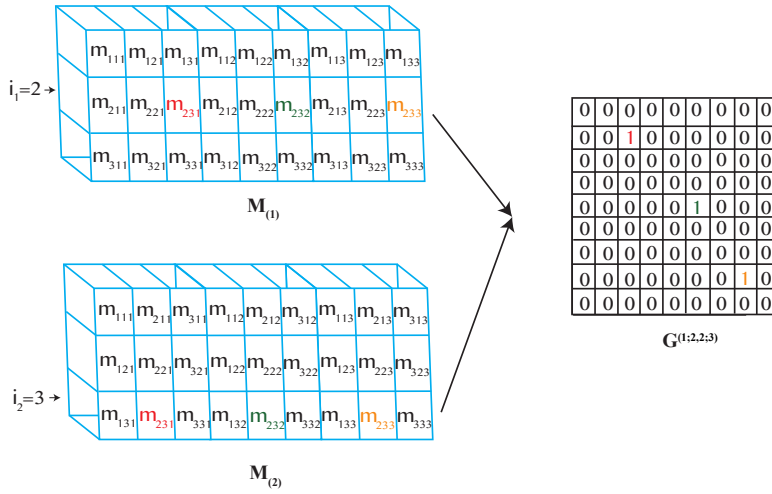 m111 m121 m131 m112 m122 m132 m113 m123 m133
i1=2 m211 m221 m231 m212 m222 m232 m213 m223 m233
m311 m321 m331 m312 m322 m332 m313 m323 m333
M(1)
m111 m211 m311 m112 m212 m312 m113 m213 m313
m121 m221 m321 m122 m222 m322 m123 m223 m323
i2=3 m131 m231 m331 m132 m232 m332 m133 m233 m333
M(2)
0 0 0 0 0 0 0 0 0
0 0 1 0 0 0 0 0 0
0 0 0 0 0 0 0 0 0
0 0 0 0 0 0 0 0 0
0 0 0 0 0 1 0 0 0
0 0 0 0 0 0 0 0 0
0 0 0 0 0 0 0 0 0
0 0 0 0 0 0 0 1 0
0 0 0 0 0 0 0 0 0
G(1;2,2;3)